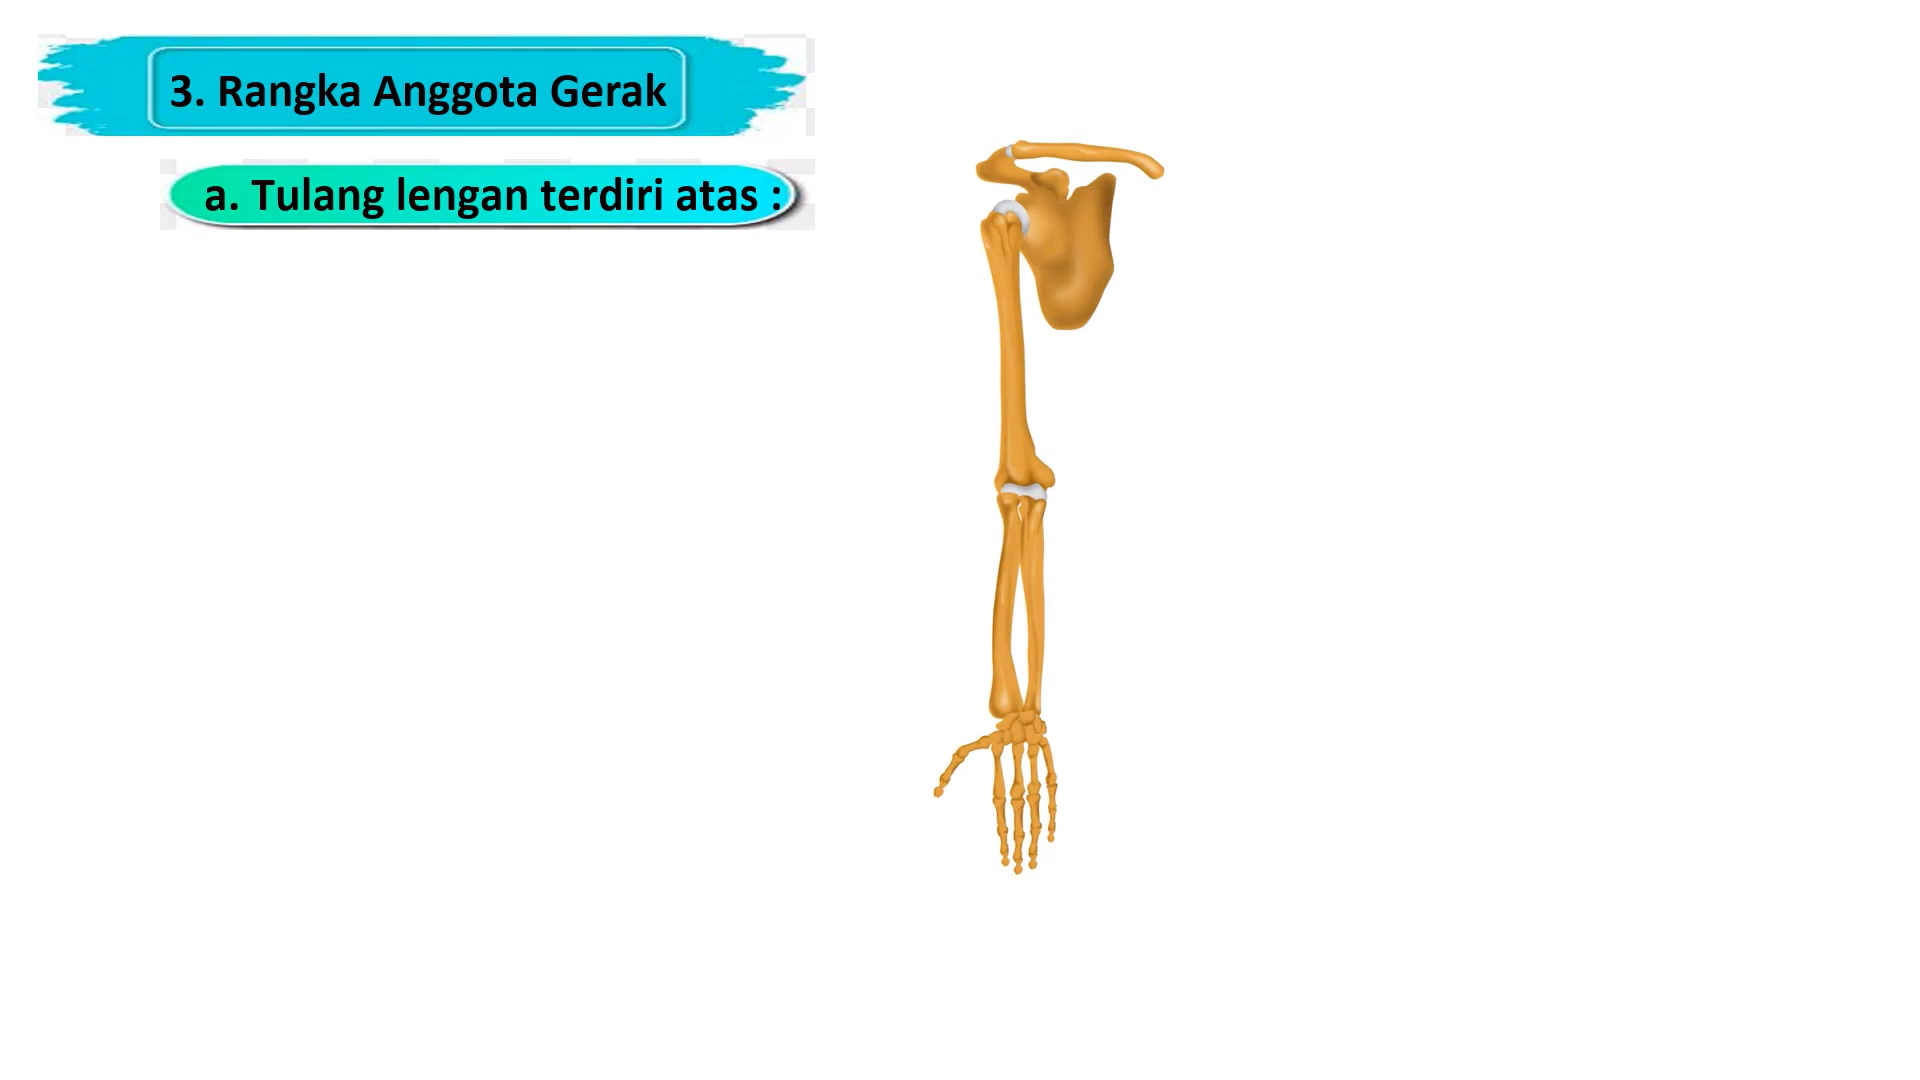 3. Rangka Anggota Gerak
a. Tulang lengan terdiri atas :